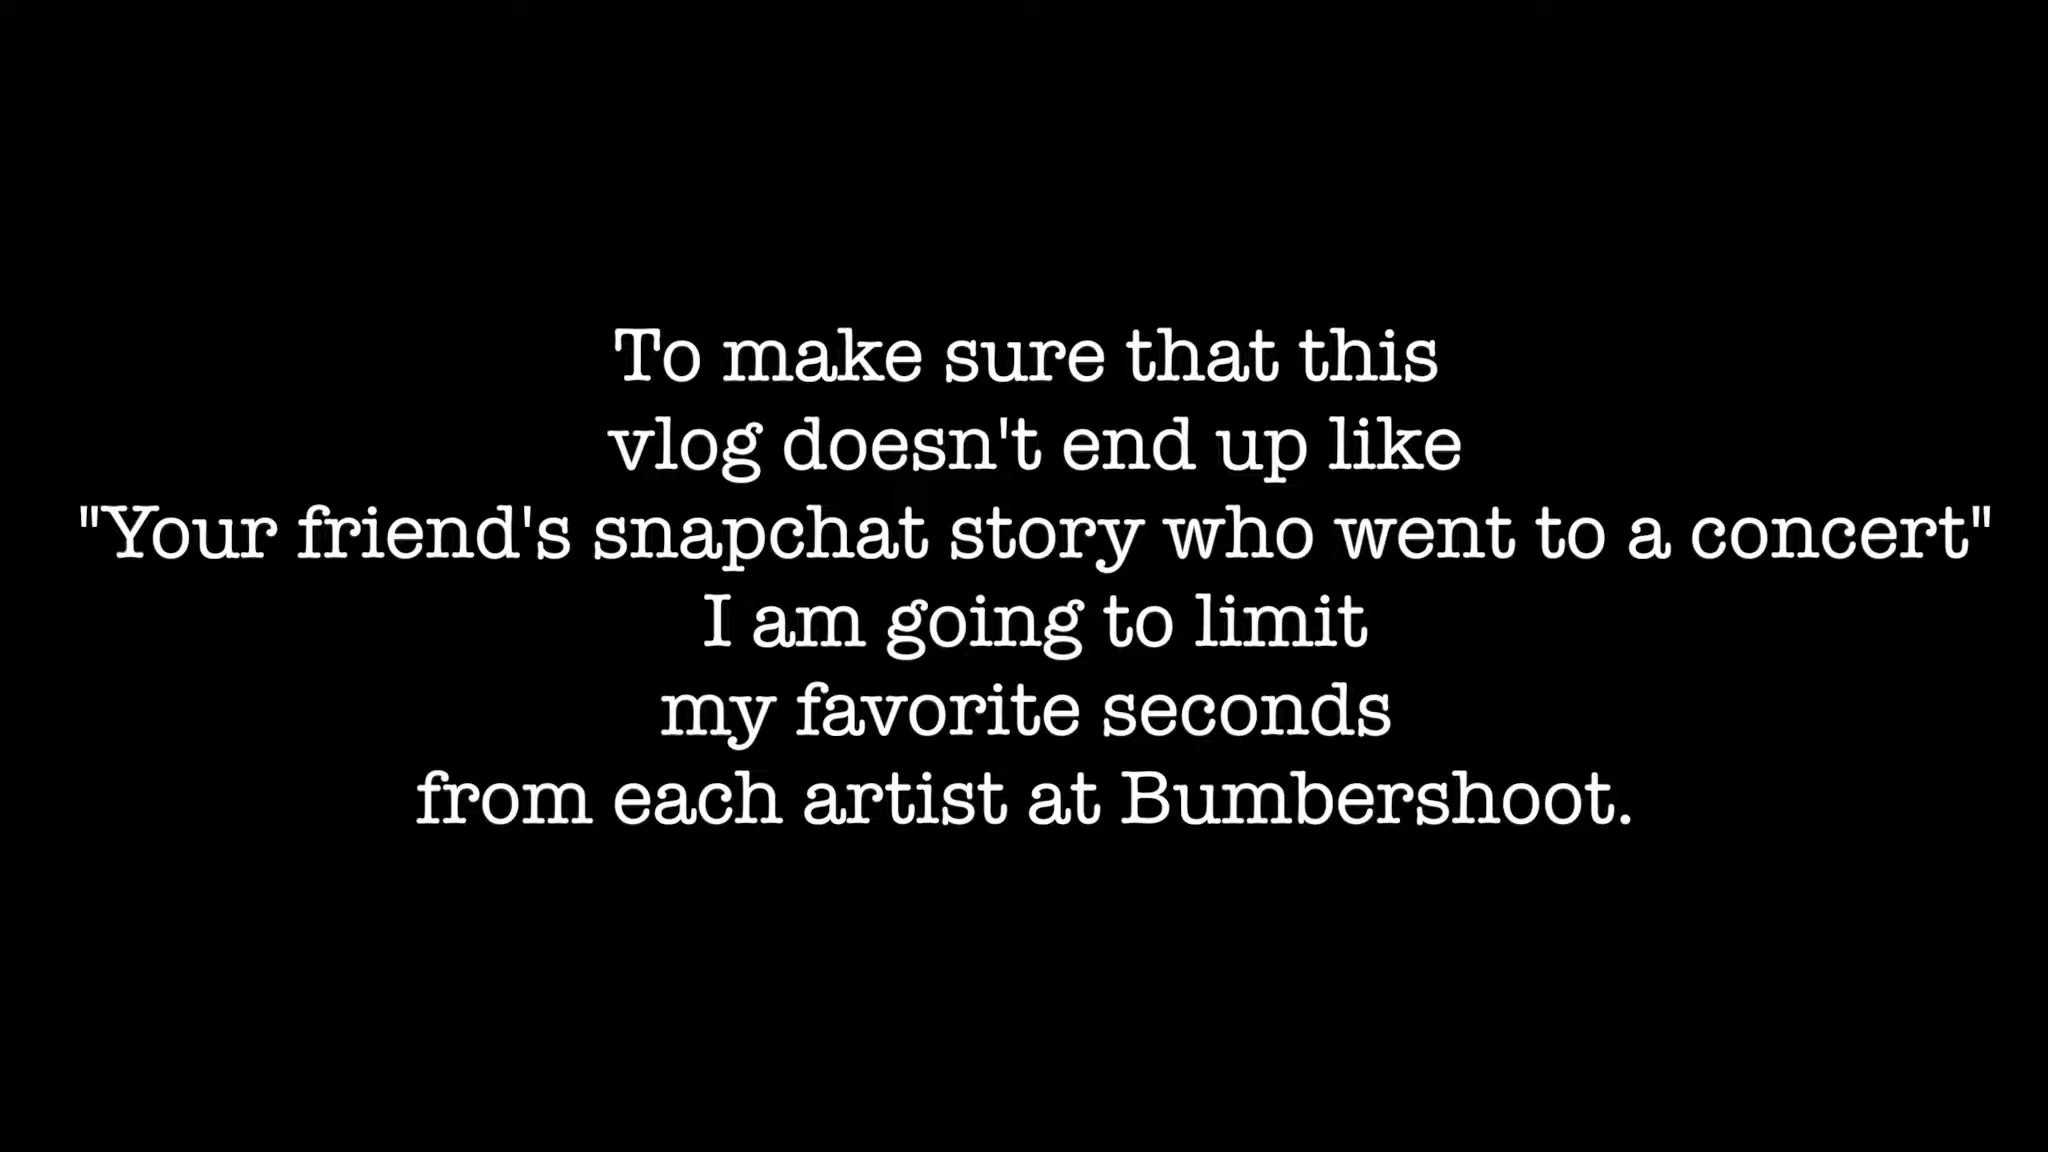 To make sure that this
vlog doesn't end up like
"Your friend's snapchat story who went to a concert"
I am going to limit
my favorite seconds
from each artist at Bumbershoot.